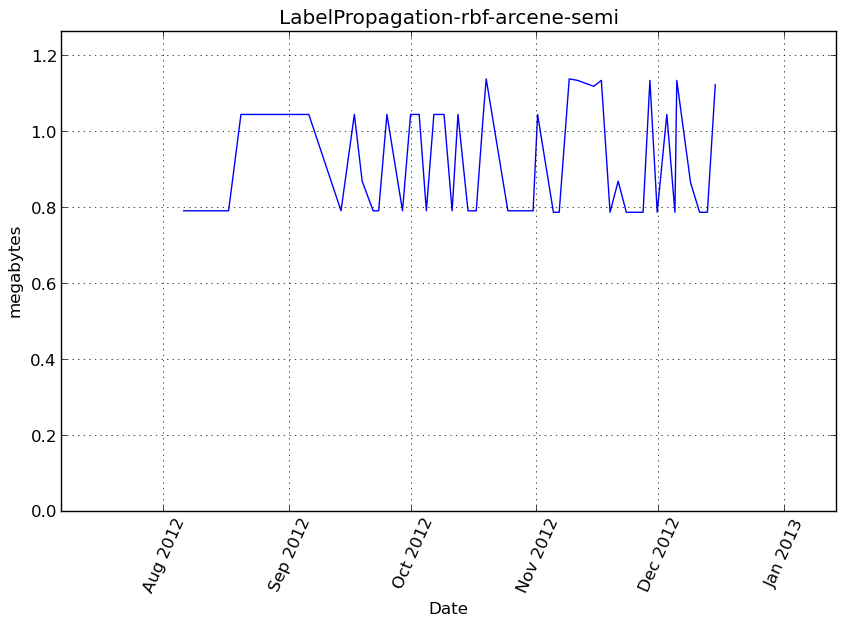 LabelPropagation-rbf-arcene-semi
1.2
1.0
0.8
0.6
0.4
0.2
0.0
megabytes
Aug 2012
Sep 2012
Oct 2012
Nov 2012
Dec 2012
Jan 2013
Date